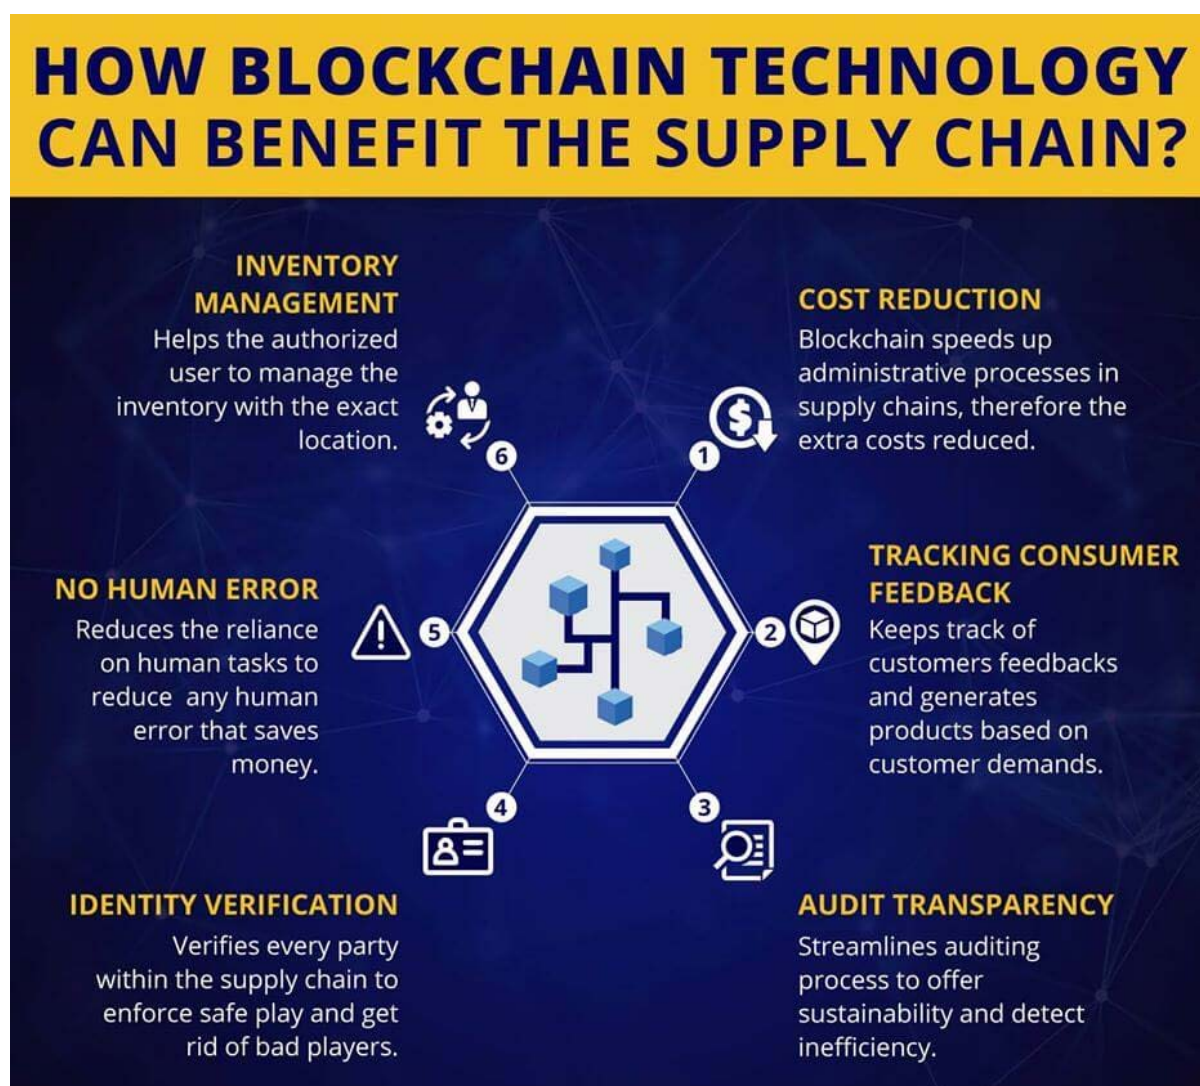 HOW BLOCKCHAIN TECHNOLOGY
CAN BENEFIT THE SUPPLY CHAIN?
1
COST REDUCTION
Blockchain speeds up
administrative processes in
supply chains, therefore the
extra costs reduced.
2
TRACKING CONSUMER
FEEDBACK
Keeps track of
customers feedbacks
and generates
products based on
customer demands.
3
AUDIT TRANSPARENCY
Streamlines auditing
process to offer
sustainability and detect
inefficiency.
4
IDENTITY VERIFICATION
Verifies every party
within the supply chain to
enforce safe play and get
rid of bad players.
5
NO HUMAN ERROR
Reduces the reliance
on human tasks to
reduce any human
error that saves
money.
6
INVENTORY
MANAGEMENT
Helps the authorized
user to manage the
inventory with the exact
location.